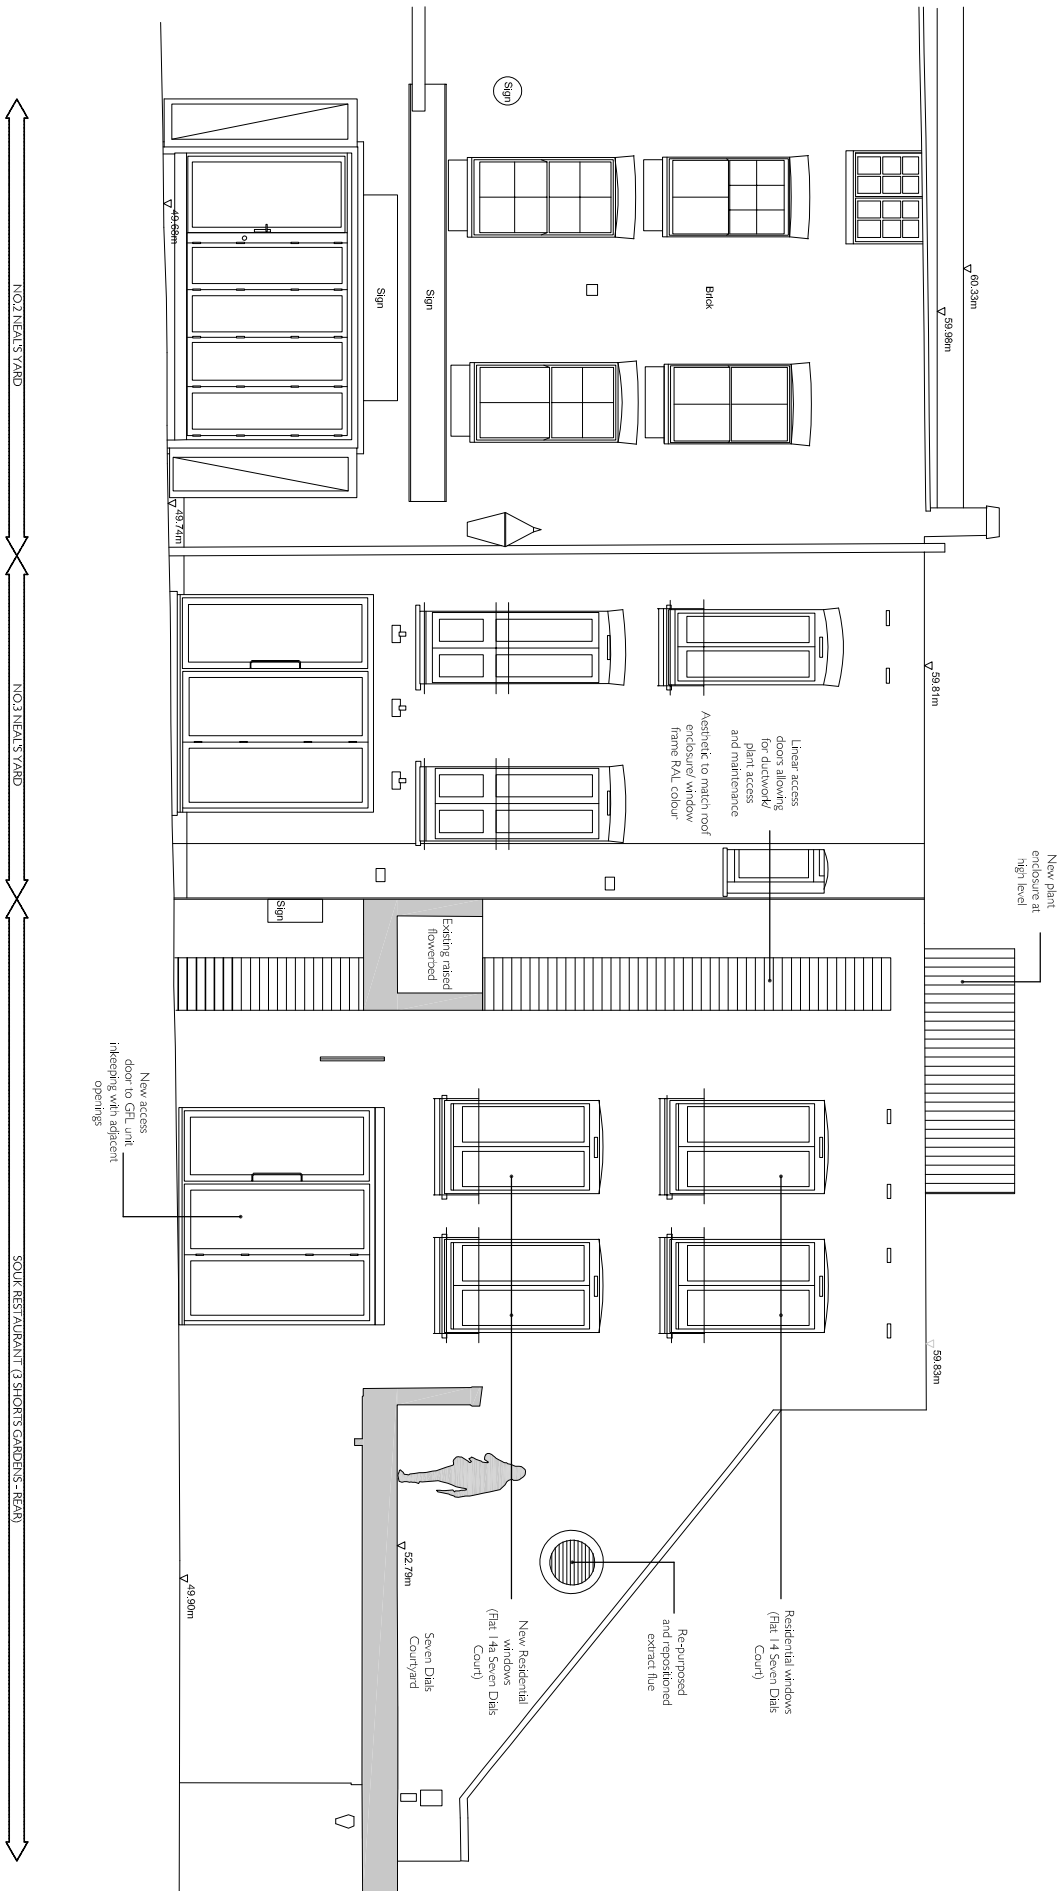 New plant
enclosure at
high level
60.33m
59.98m
59.81m
59.83m
Sign
Brick
Linear access
doors allowing
for ductwork/
plant access
and maintenance
Aesthetic to match roof
enclosure/ window
frame RAL colour
Residential windows
(Flat 14 Seven Dials
Court)
Re-purposed
and repositioned
extract flue
New Residential
windows
(Flat 14a Seven Dials
Court)
Sign
Sign
Existing raised
flowerbed
Sign
52.79m
Seven Dials
Courtyard
49.68m
49.74m
49.90m
New access
door to GFL unit
inkeeping with adjacent
openings
NO.2 NEAL'S YARD
NO.3 NEAL'S YARD
SOUK RESTAURANT (3 SHORTS GARDENS - REAR)